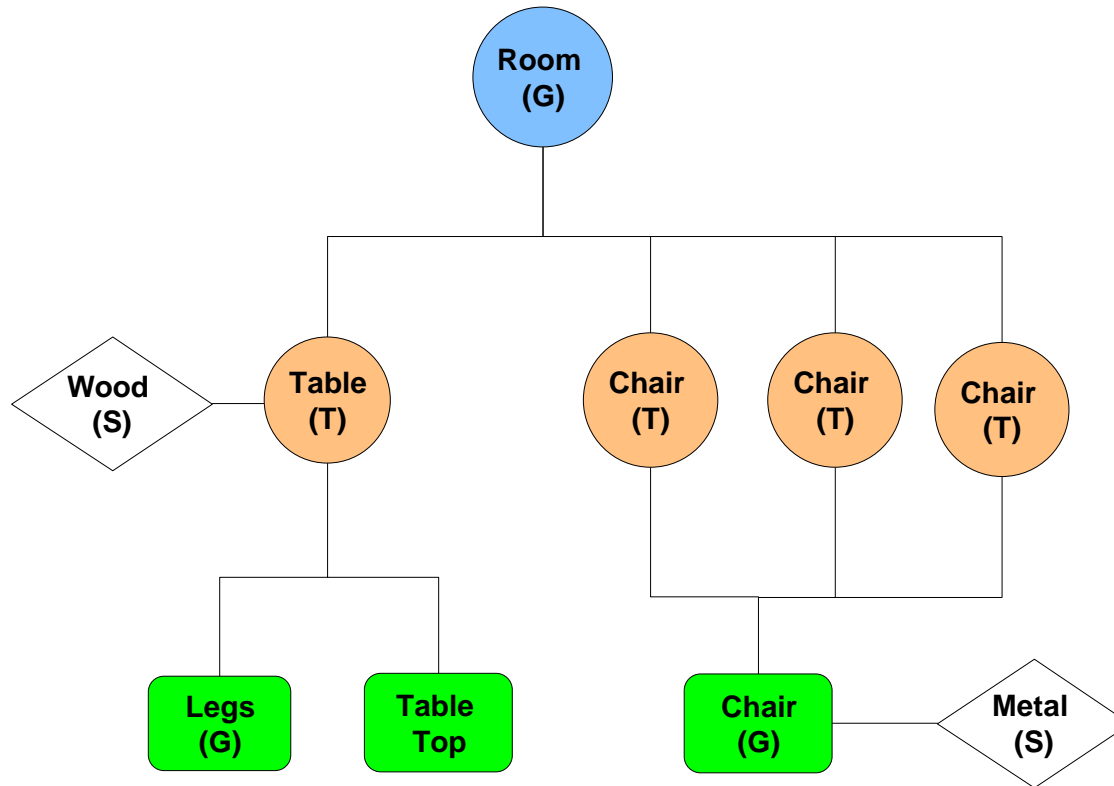 Room
(G)
Wood
(S)
Table
(T)
Chair
(T)
Chair
(T)
Chair
(T)
Legs
(G)
Table
Top
Chair
(G)
Metal
(S)